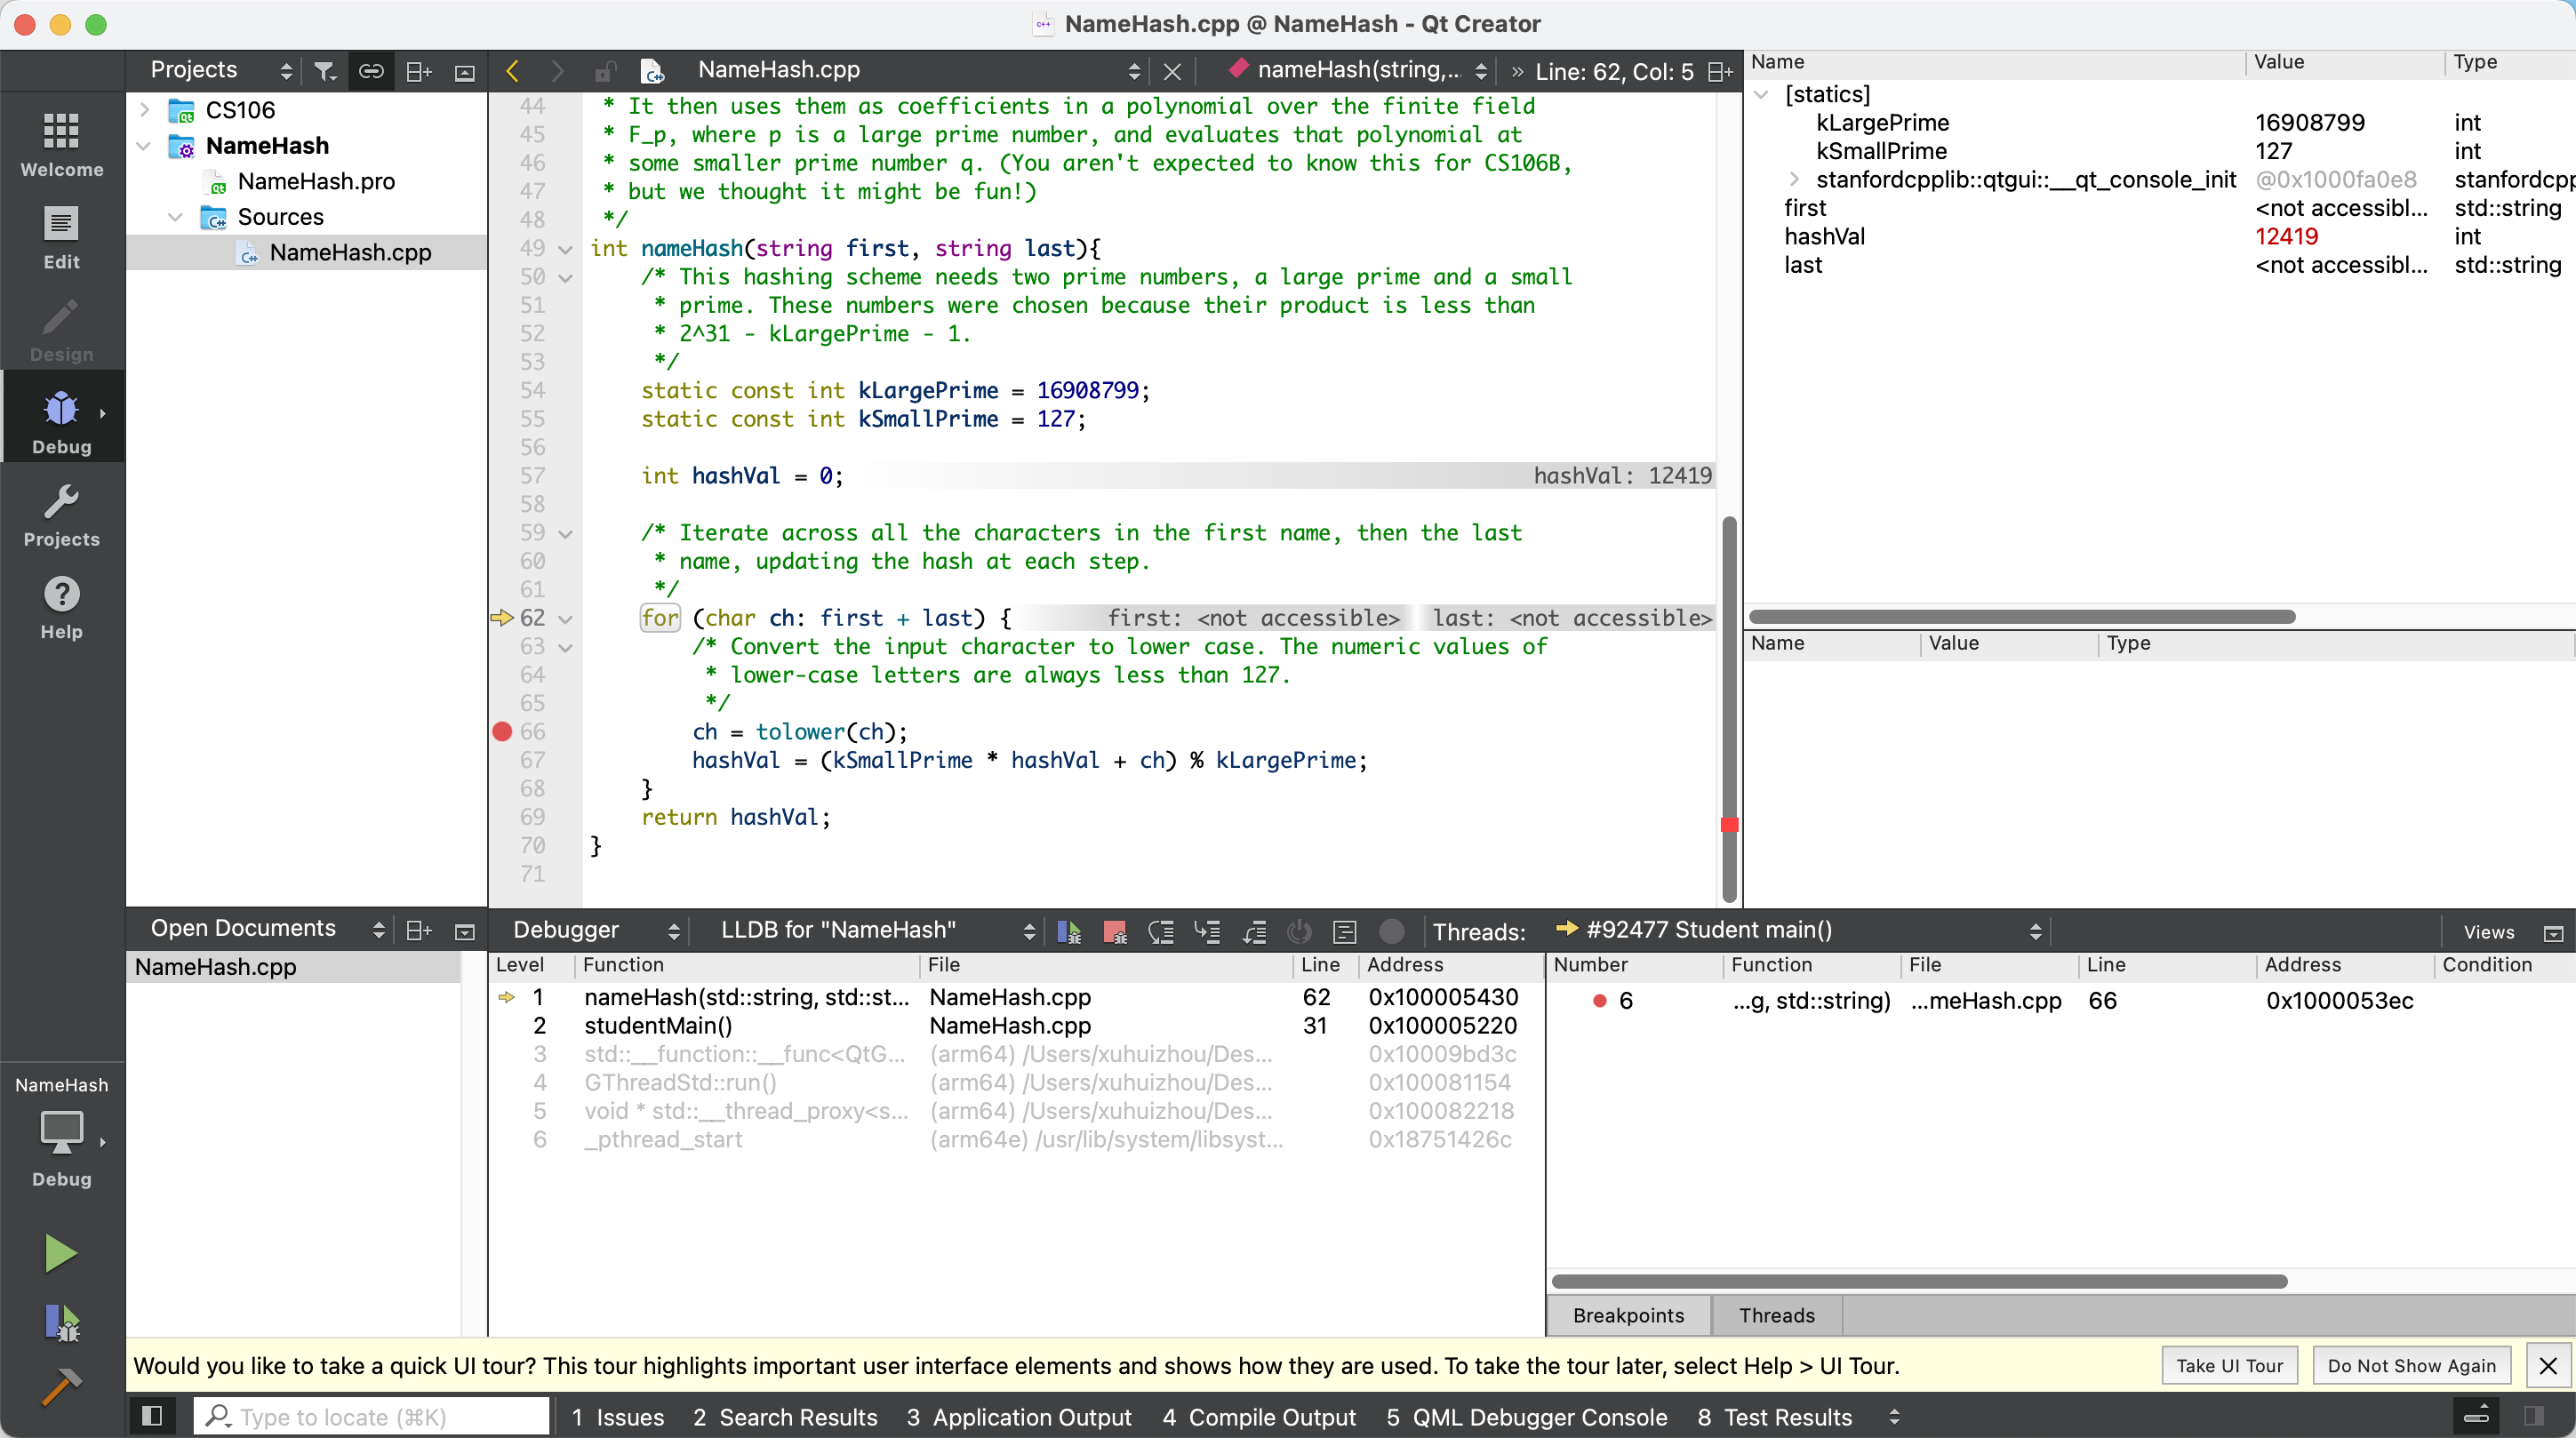 NameHash.cpp @ NameHash - Qt Creator
Projects
NameHash.cpp
nameHash(string,...
» Line: 62, Col: 5
Welcome
Edit
Design
Debug
Projects
Help
NameHash
Debug
CS106
NameHash
NameHash.pro
Sources
NameHash.cpp
44 * It then uses them as coefficients in a polynomial over the finite field
45 * F_p, where p is a large prime number, and evaluates that polynomial at
46 * some smaller prime number q. (You aren't expected to know this for CS106B,
47 * but we thought it might be fun!)
48 */
49 int nameHash(string first, string last){
50 /* This hashing scheme needs two prime numbers, a large prime and a small
51 * prime. These numbers were chosen because their product is less than
52 * 2^31 - kLargePrime - 1.
53 */
54 static const int kLargePrime = 16908799;
55 static const int kSmallPrime = 127;
56
57 int hashVal = 0; hashVal: 12419
58
59 /* Iterate across all the characters in the first name, then the last
60 * name, updating the hash at each step.
61 */
62 for (char ch: first + last) { first: <not accessible> last: <not accessible>
63 /* Convert the input character to lower case. The numeric values of
64 * lower-case letters are always less than 127.
65 */
66 ch = tolower(ch);
67 hashVal = (kSmallPrime * hashVal + ch) % kLargePrime;
68 }
69 return hashVal;
70 }
71
Name Value Type
[statics]
kLargePrime 16908799 int
kSmallPrime 127 int
stanfordcpplib::qtgui::__qt_console_init @0x1000fa0e8 stanfordcpp
first <not accessibl... std::string
hashVal 12419 int
last <not accessibl... std::string
Name Value Type
Open Documents
NameHash.cpp
Debugger LLDB for "NameHash" Threads: #92477 Student main() Views
Level Function File Line Address
1 nameHash(std::string, std::st... NameHash.cpp 62 0x100005430
2 studentMain() NameHash.cpp 31 0x100005220
3 std::__function::__func<QtG... (arm64) /Users/xuhuizhou/Des... 0x10009bd3c
4 GThreadStd::run() (arm64) /Users/xuhuizhou/Des... 0x100081154
5 void * std::__thread_proxy<s... (arm64) /Users/xuhuizhou/Des... 0x100082218
6 _pthread_start (arm64e) /usr/lib/system/libsyst... 0x18751426c
Number Function File Line Address Condition
6 ...g, std::string) ...meHash.cpp 66 0x1000053ec
Breakpoints Threads
Would you like to take a quick UI tour? This tour highlights important user interface elements and shows how they are used. To take the tour later, select Help > UI Tour.
Take UI Tour
Do Not Show Again
Type to locate (⌘K)
1 Issues 2 Search Results 3 Application Output 4 Compile Output 5 QML Debugger Console 8 Test Results